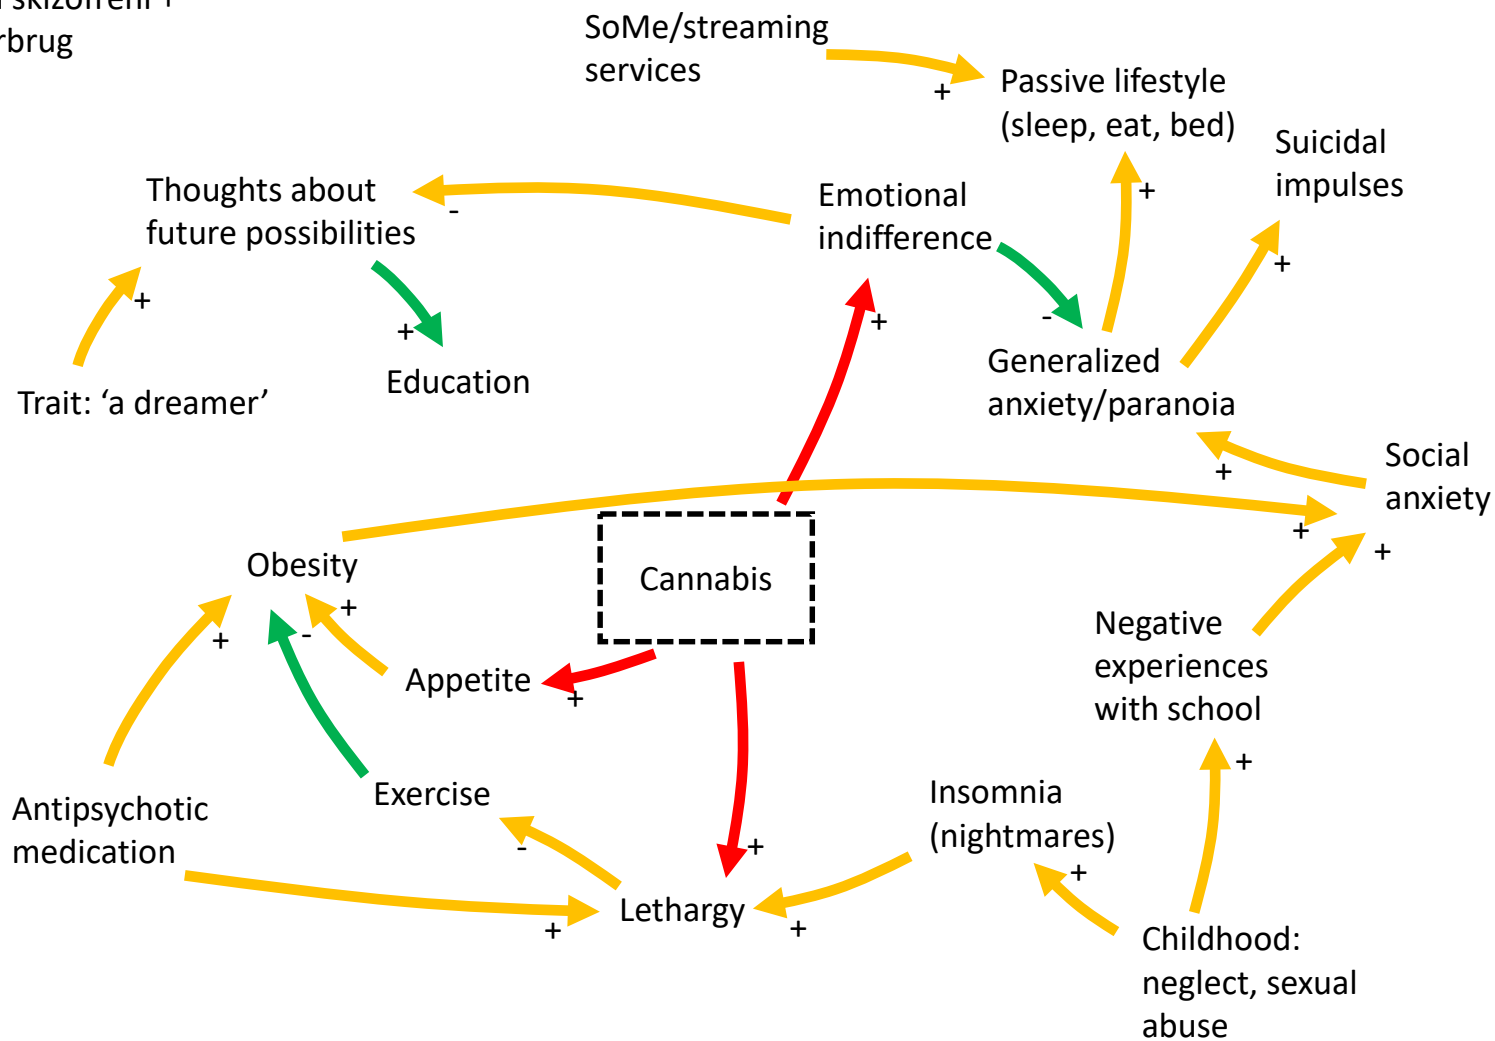 skizofreni +
rbrug
SoMe/streaming
services
+
Passive lifestyle
(sleep, eat, bed)
Suicidal
impulses
Thoughts about
future possibilities
-
Emotional
indifference
+
+
+
+
-
+
Education
Generalized
anxiety/paranoia
Trait: ‘a dreamer’
+
Social
anxiety
+
+
Obesity
Cannabis
+
-
+
Appetite
+
Negative
experiences
with school
+
Exercise
Antipsychotic
medication
-
+
Insomnia
(nightmares)
+
Lethargy
+
+
Childhood:
neglect, sexual
abuse